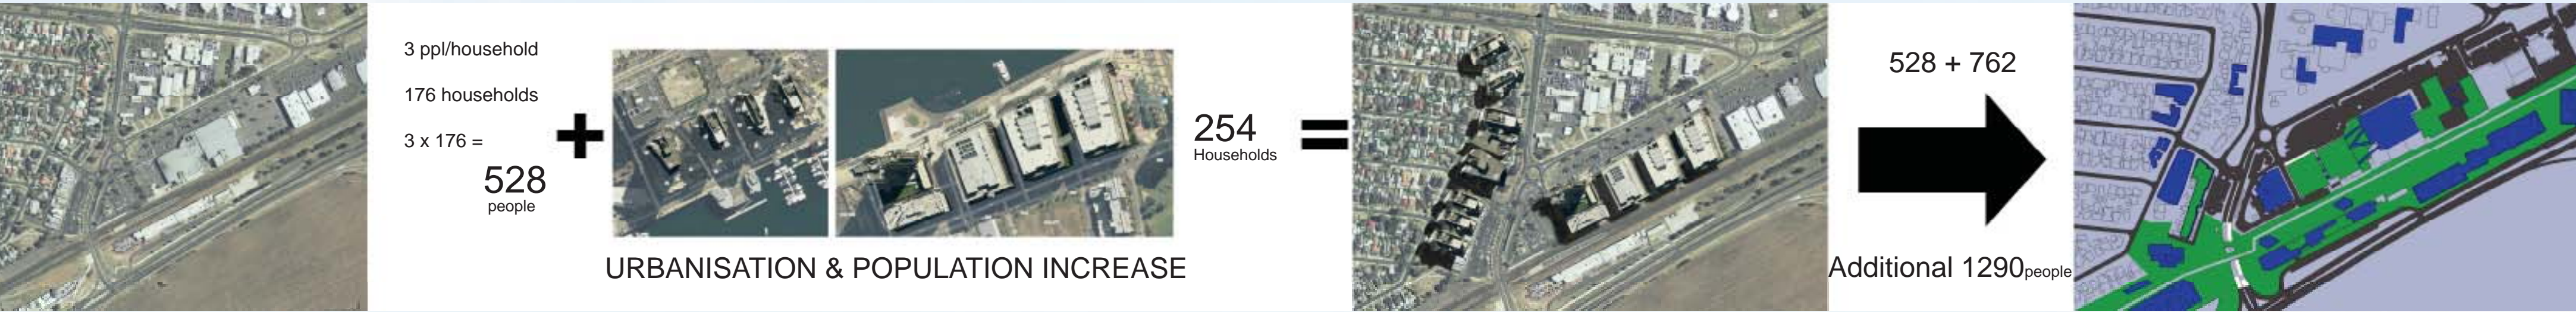 3 ppl/household
176 households
3 x 176 =
528
people
+
URBANISATION & POPULATION INCREASE
254
Households
=
528 + 762
Additional 1290people